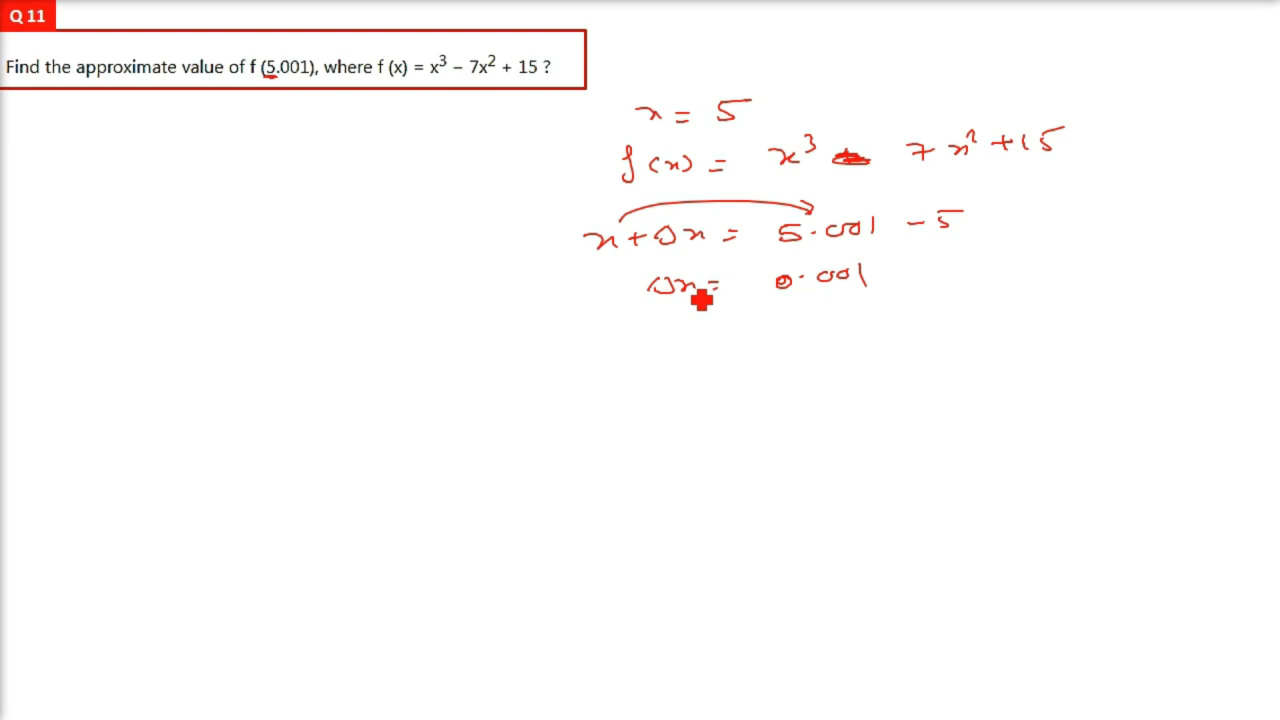 Q 11
Find the approximate value of f (5.001), where f (x) = x³ − 7x² + 15 ?
x = 5
f(x) = x³ - 7x² + 15
x + Δx = 5.001 - 5
Δx = 0.001